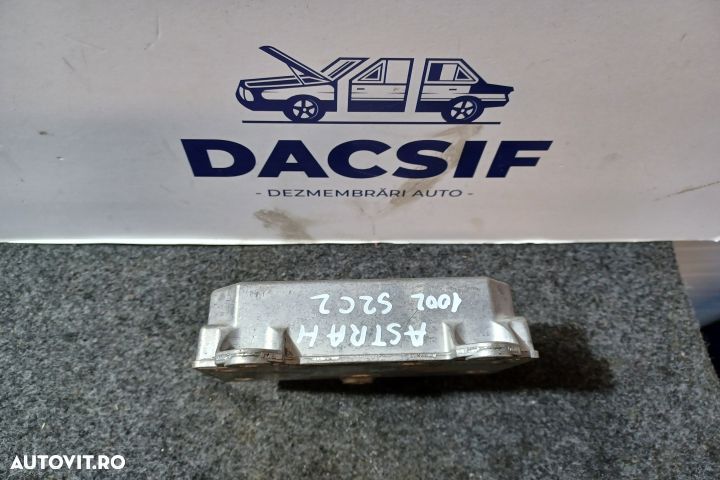 DACSIF
- DEZMEMBRĂRI AUTO -
ASTRA H
100L S2C2
AUTOVIT.RO